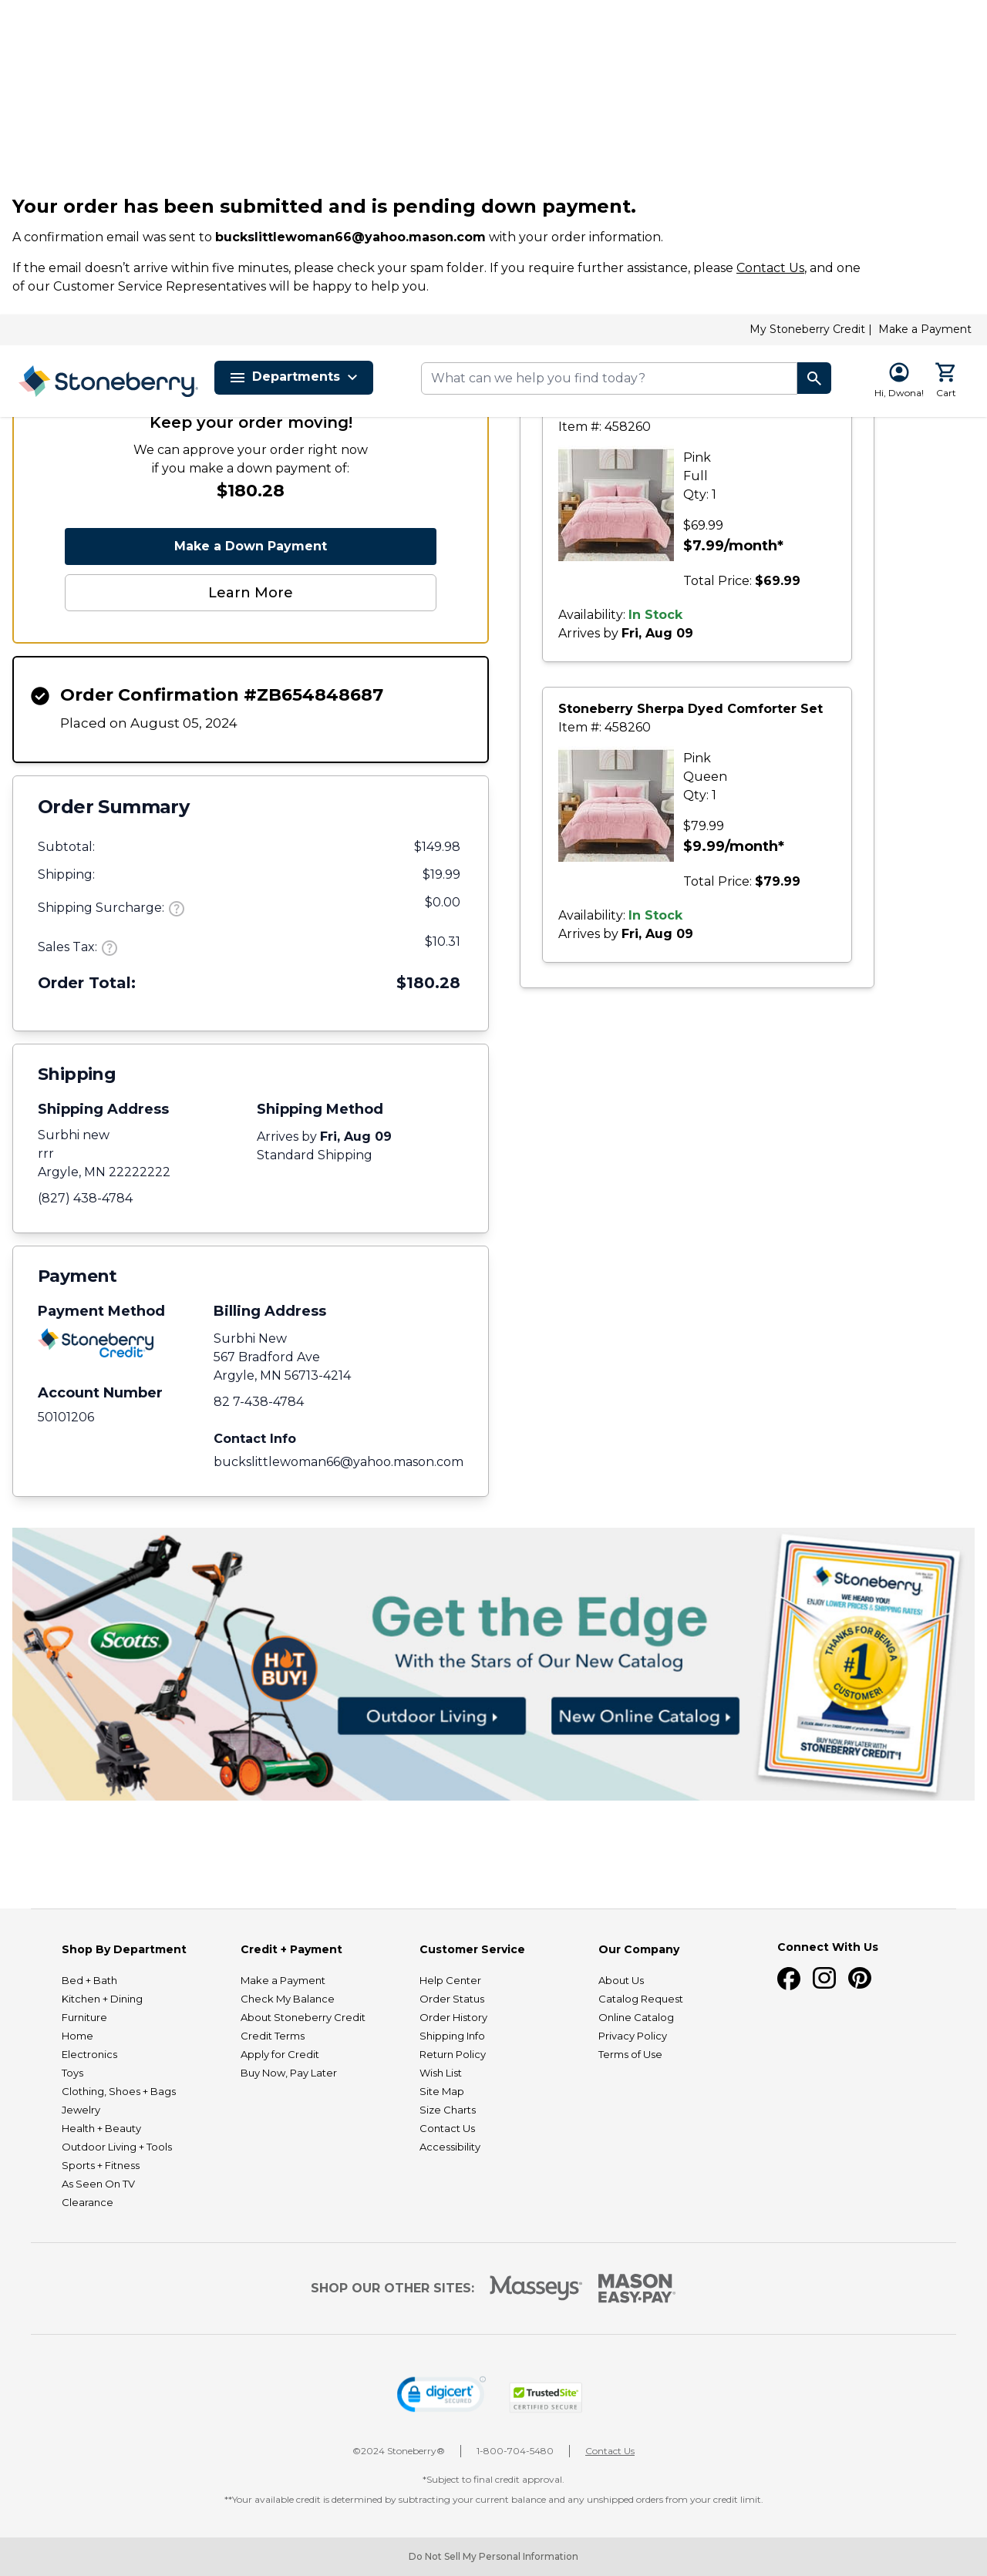 Your order has been submitted and is pending down payment.
A confirmation email was sent to buckslittlewoman66@yahoo.mason.com with your order information.
If the email doesn’t arrive within five minutes, please check your spam folder. If you require further assistance, please Contact Us, and one
of our Customer Service Representatives will be happy to help you.
My Stoneberry Credit | Make a Payment
Stoneberry
Departments
What can we help you find today?
Hi, Dwona!
Cart
Keep your order moving!
We can approve your order right now
if you make a down payment of:
$180.28
Make a Down Payment
Learn More
Order Confirmation #ZB654848687
Placed on August 05, 2024
Order Summary
Subtotal: $149.98
Shipping: $19.99
Shipping Surcharge: $0.00
Sales Tax: $10.31
Order Total: $180.28
Shipping
Shipping Address
Surbhi new
rrr
Argyle, MN 22222222
(827) 438-4784
Shipping Method
Arrives by Fri, Aug 09
Standard Shipping
Payment
Payment Method
Stoneberry
Credit
Account Number
50101206
Billing Address
Surbhi New
567 Bradford Ave
Argyle, MN 56713-4214
82 7-438-4784
Contact Info
buckslittlewoman66@yahoo.mason.com
Item #: 458260
Pink
Full
Qty: 1
$69.99
$7.99/month*
Total Price: $69.99
Availability: In Stock
Arrives by Fri, Aug 09
Stoneberry Sherpa Dyed Comforter Set
Item #: 458260
Pink
Queen
Qty: 1
$79.99
$9.99/month*
Total Price: $79.99
Availability: In Stock
Arrives by Fri, Aug 09
Scotts
HOT
BUY!
Get the Edge
With the Stars of Our New Catalog
Outdoor Living
New Online Catalog
Stoneberry
WE HEARD YOU!
ENJOY LOWER PRICES & SHIPPING RATES!
THANKS FOR BEING A
#1
CUSTOMER!
BUY NOW, PAY LATER WITH
STONEBERRY CREDIT®!
Shop By Department
Bed + Bath
Kitchen + Dining
Furniture
Home
Electronics
Toys
Clothing, Shoes + Bags
Jewelry
Health + Beauty
Outdoor Living + Tools
Sports + Fitness
As Seen On TV
Clearance
Credit + Payment
Make a Payment
Check My Balance
About Stoneberry Credit
Credit Terms
Apply for Credit
Buy Now, Pay Later
Customer Service
Help Center
Order Status
Order History
Shipping Info
Return Policy
Wish List
Site Map
Size Charts
Contact Us
Accessibility
Our Company
About Us
Catalog Request
Online Catalog
Privacy Policy
Terms of Use
Connect With Us
SHOP OUR OTHER SITES:
Masseys
MASON
EASY•PAY
digicert
SECURED
TrustedSite
CERTIFIED SECURE
©2024 Stoneberry®
1-800-704-5480
Contact Us
*Subject to final credit approval.
**Your available credit is determined by subtracting your current balance and any unshipped orders from your credit limit.
Do Not Sell My Personal Information